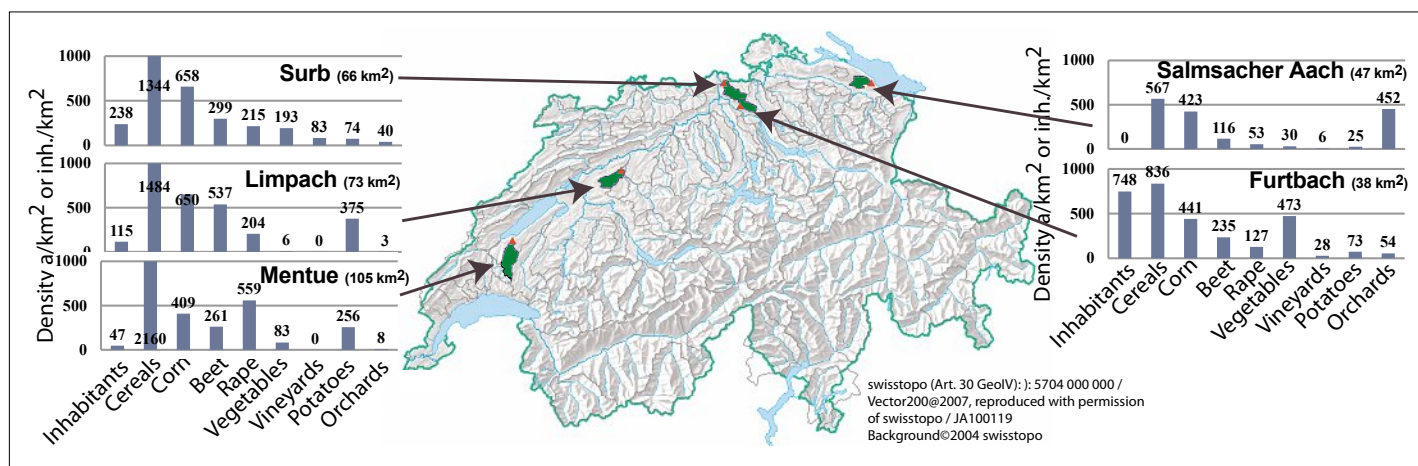 Density a/km² or inh./km²
1000
500
0
Surb (66 km²)
238
1344
658
299
215
193
83
74
40
1000
500
0
Limpach (73 km²)
115
1484
650
537
204
6
0
375
3
1000
500
0
Mentue (105 km²)
47
2160
409
261
559
83
0
256
8
Inhabitants
Cereals
Corn
Beet
Rape
Vegetables
Vineyards
Potatoes
Orchards
Density a/km² or inh./km²
1000
500
0
Salmsacher Aach (47 km²)
0
567
423
116
53
30
6
25
452
1000
500
0
Furtbach (38 km²)
748
836
441
235
127
473
28
73
54
Inhabitants
Cereals
Corn
Beet
Rape
Vegetables
Vineyards
Potatoes
Orchards
swisstopo (Art. 30 GeoIV): ): 5704 000 000 /
Vector200@2007, reproduced with permission
of swisstopo / JA100119
Background©2004 swisstopo